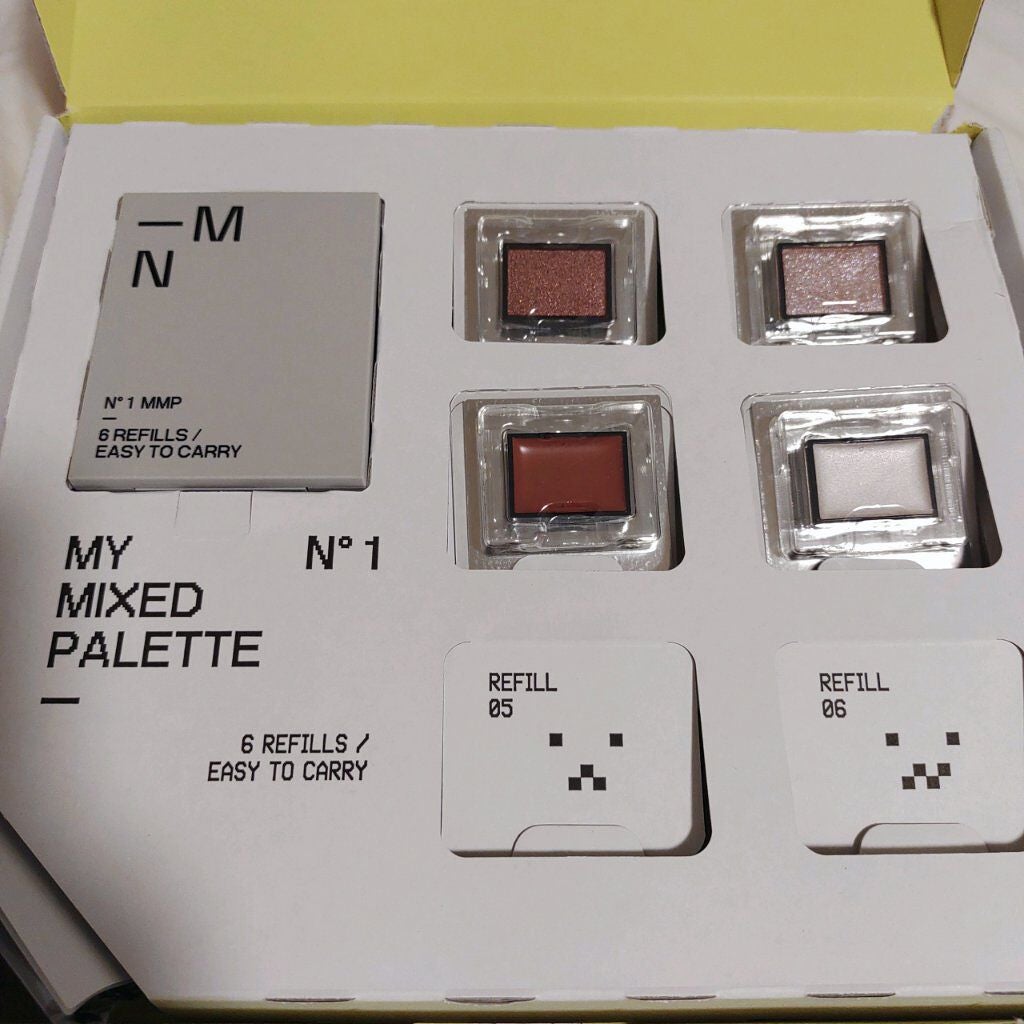 —M
N
N° 1 MMP
—
6 REFILLS /
EASY TO CARRY
MY N° 1
MIXED
PALETTE
—
6 REFILLS /
EASY TO CARRY
REFILL
05
REFILL
06